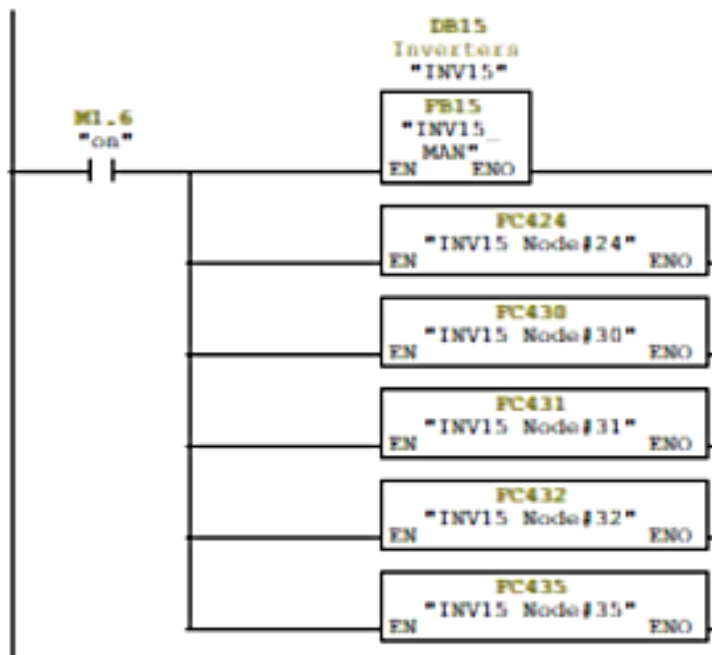 DB15
Inverters
"INV15"
M1.6
"on"
FB15
"INV15_
MAN"
EN ENO
FC424
"INV15 Node#24"
EN ENO
FC430
"INV15 Node#30"
EN ENO
FC431
"INV15 Node#31"
EN ENO
FC432
"INV15 Node#32"
EN ENO
FC435
"INV15 Node#35"
EN ENO